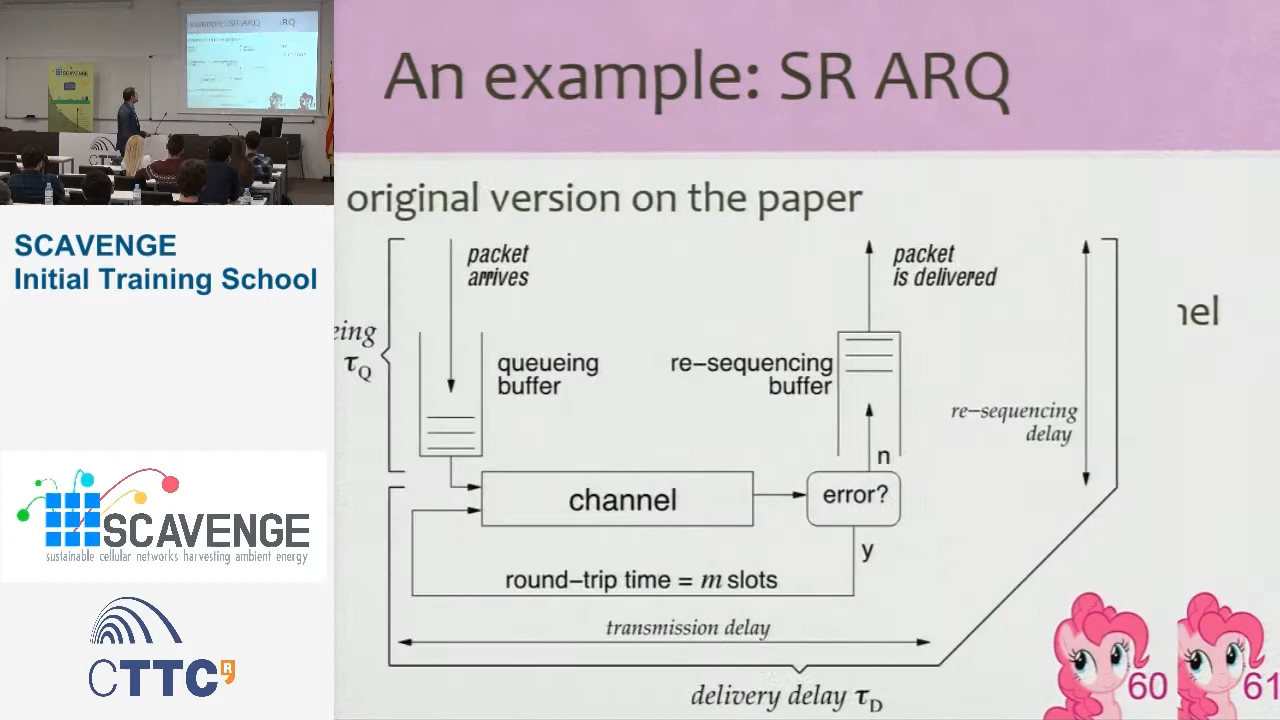 An example: SR ARQ
original version on the paper
SCAVENGE
Initial Training School
packet
arrives
packet
is delivered
nel
eing
τQ
queueing
buffer
re-sequencing
buffer
re-sequencing
delay
n
channel
error?
y
round-trip time = m slots
transmission delay
delivery delay τD
60
61
SCAVENGE
sustainable cellular networks harvesting ambient energy
CTTC R